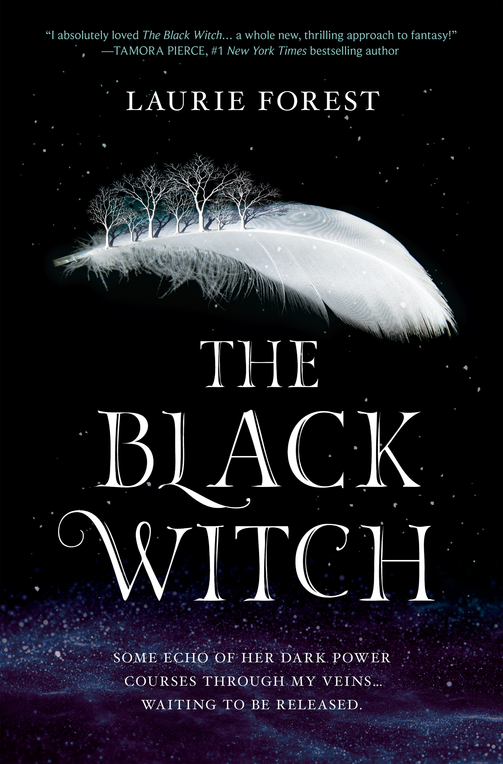 “I absolutely loved The Black Witch... a whole new, thrilling approach to fantasy!”
—TAMORA PIERCE, #1 New York Times bestselling author
LAURIE FOREST
THE
BLACK
WITCH
SOME ECHO OF HER DARK POWER
COURSES THROUGH MY VEINS...
WAITING TO BE RELEASED.